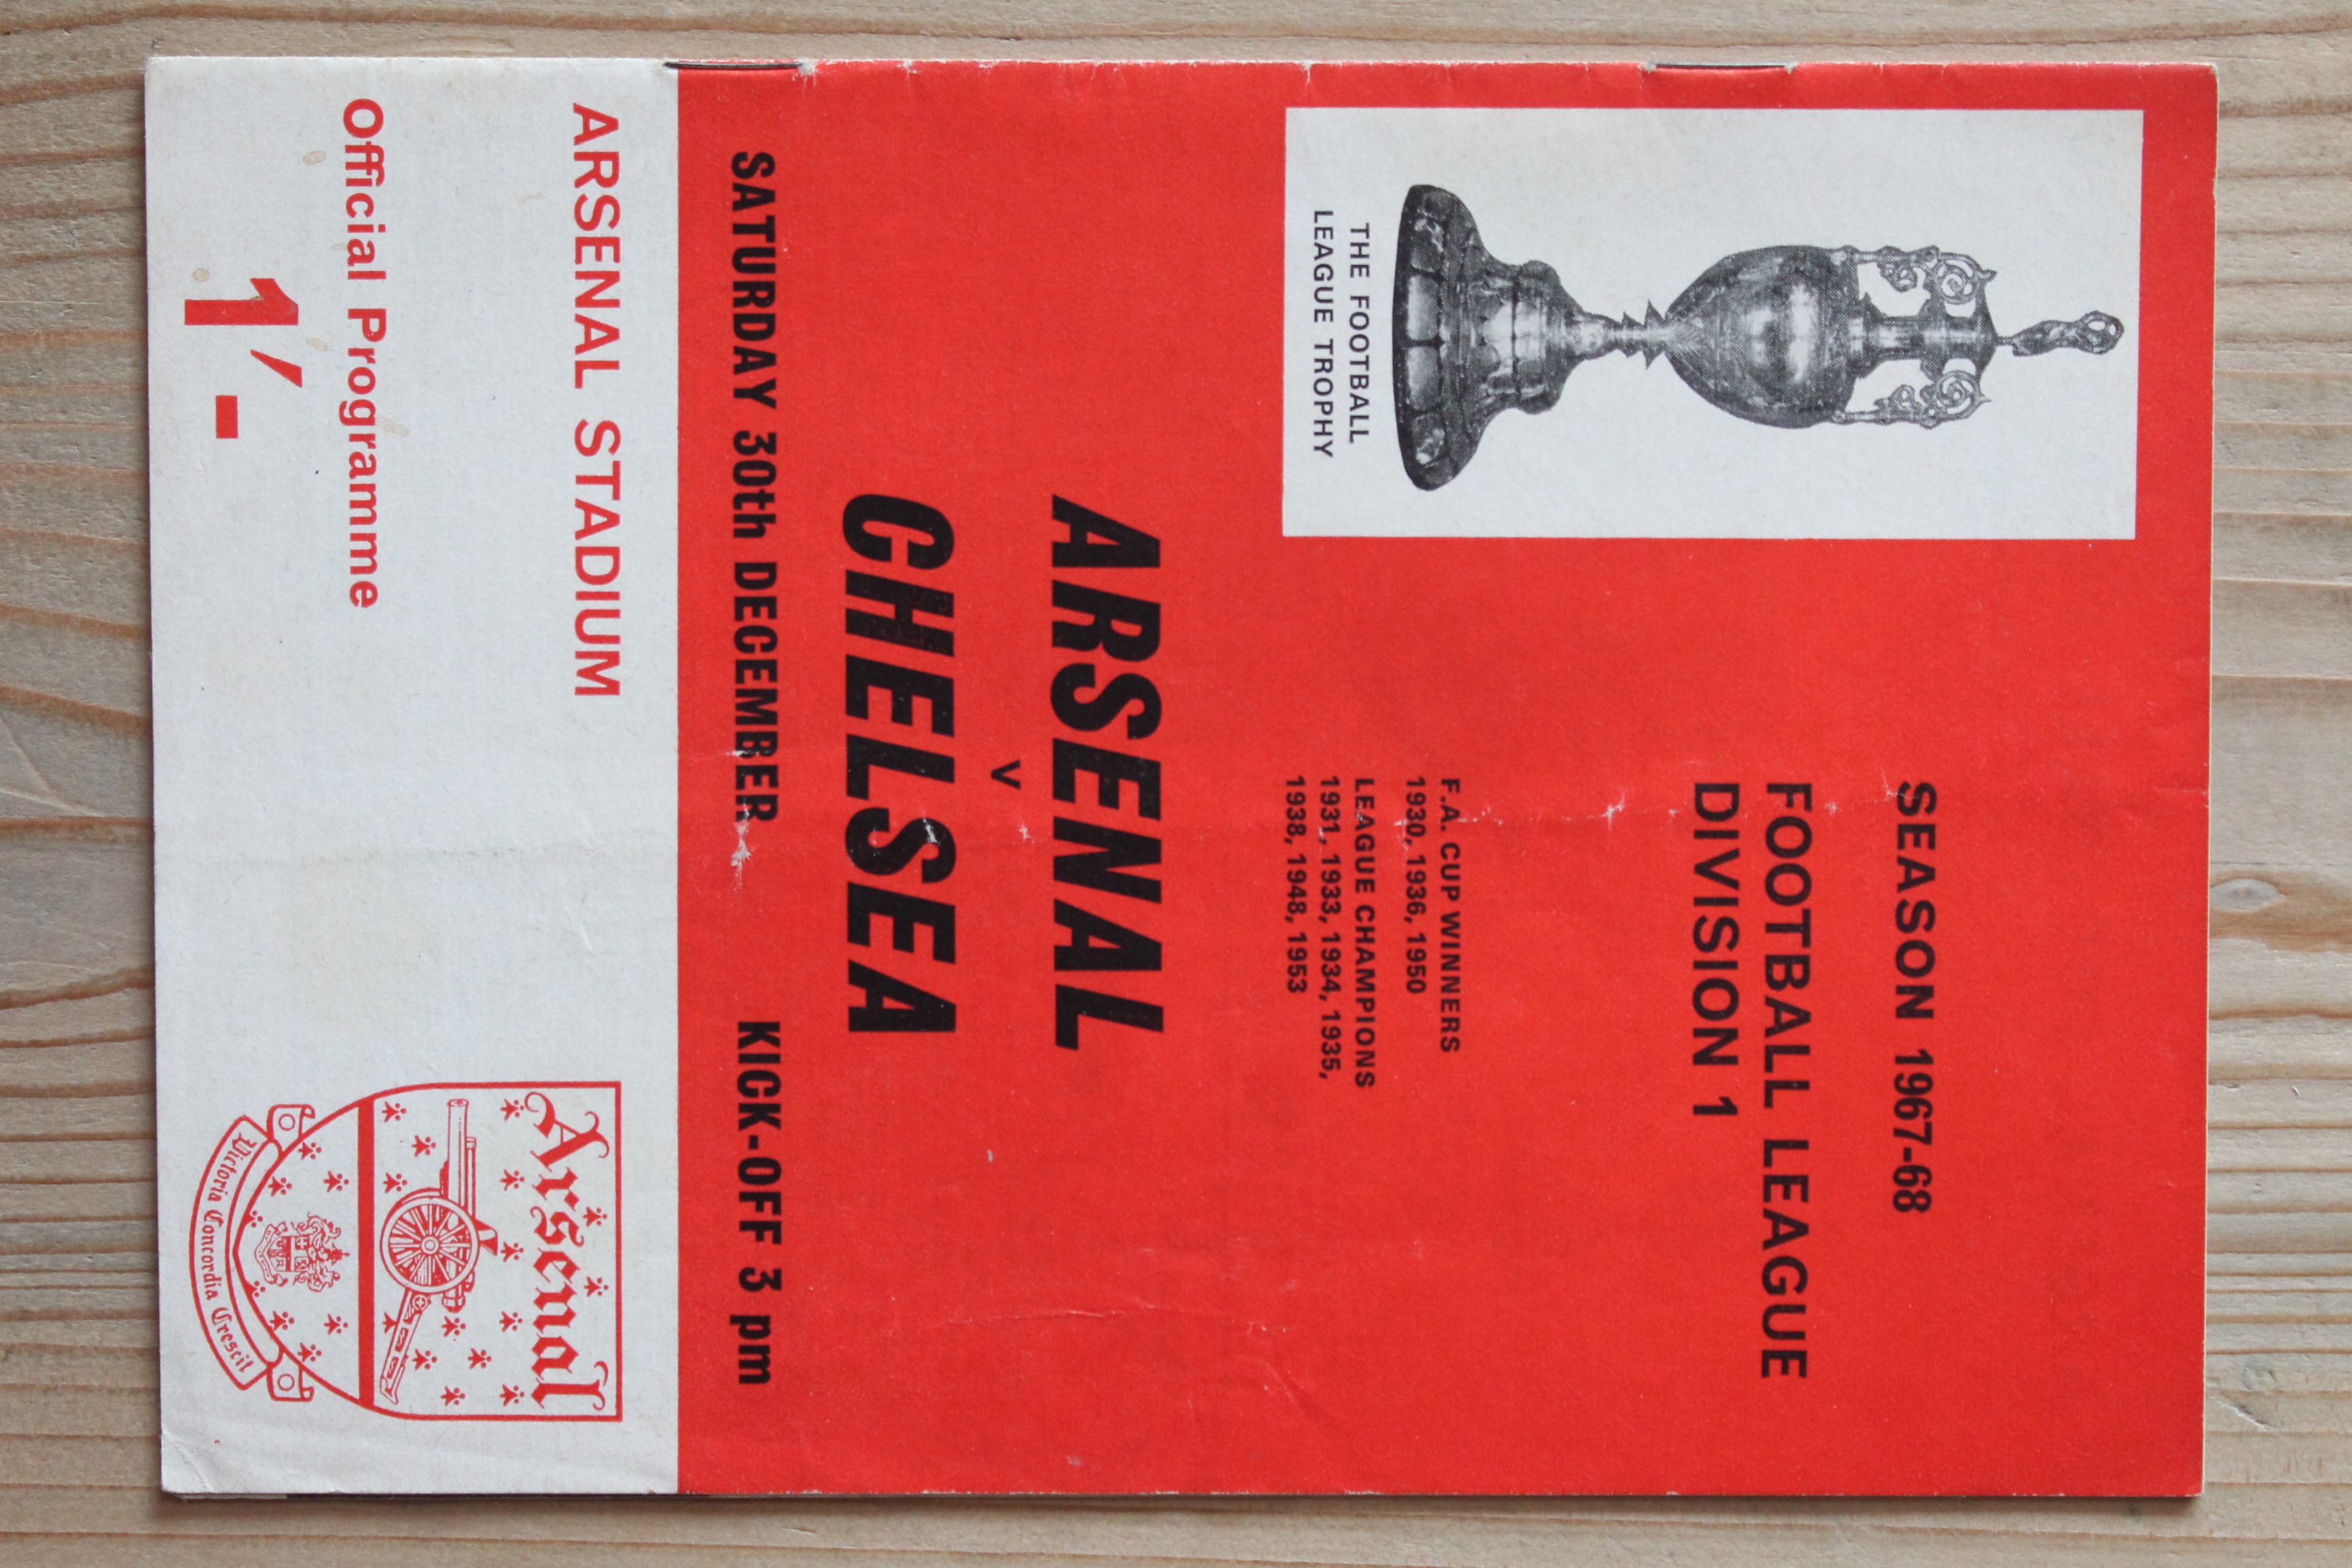 SEASON 1967-68
FOOTBALL LEAGUE
DIVISION 1
THE FOOTBALL
LEAGUE TROPHY
F.A. CUP WINNERS
1930, 1936, 1950
LEAGUE CHAMPIONS
1931, 1933, 1934, 1935,
1938, 1948, 1953
ARSENAL
v
CHELSEA
SATURDAY 30th DECEMBER KICK-OFF 3 pm
ARSENAL STADIUM
Official Programme
1/-
Arsenal
Victoria Concordia Crescit